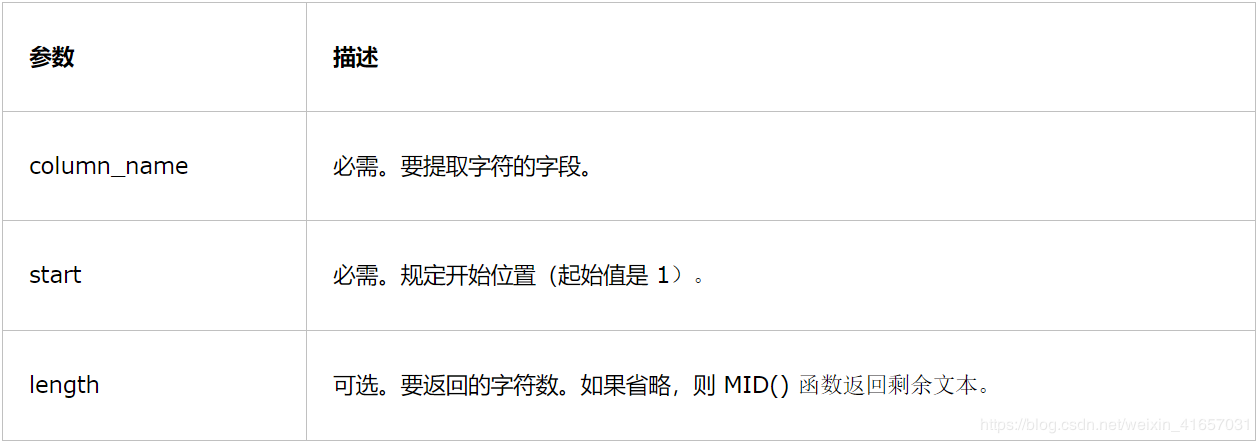 参数 描述
column_name 必需。要提取字符的字段。
start 必需。规定开始位置（起始值是 1）。
length 可选。要返回的字符数。如果省略，则 MID() 函数返回剩余文本。
https://blog.csdn.net/weixin_41657031